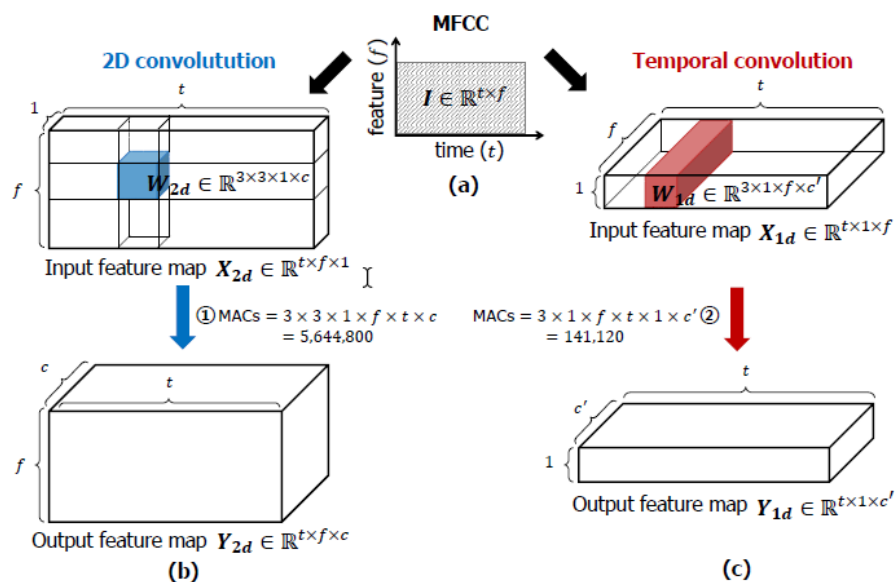 MFCC
2D convolutution
Temporal convolution
feature (f)
I ∈ ℝ^{t×f}
time (t)
(a)
t
1
f
W_{2d} ∈ ℝ^{3×3×1×c}
Input feature map X_{2d} ∈ ℝ^{t×f×1}
t
f
1
W_{1d} ∈ ℝ^{3×1×f×c′}
Input feature map X_{1d} ∈ ℝ^{t×1×f}
① MACs = 3 × 3 × 1 × f × t × c
= 5,644,800
MACs = 3 × 1 × f × t × 1 × c′ ②
= 141,120
c
t
f
Output feature map Y_{2d} ∈ ℝ^{t×f×c}
(b)
t
c′
1
Output feature map Y_{1d} ∈ ℝ^{t×1×c′}
(c)